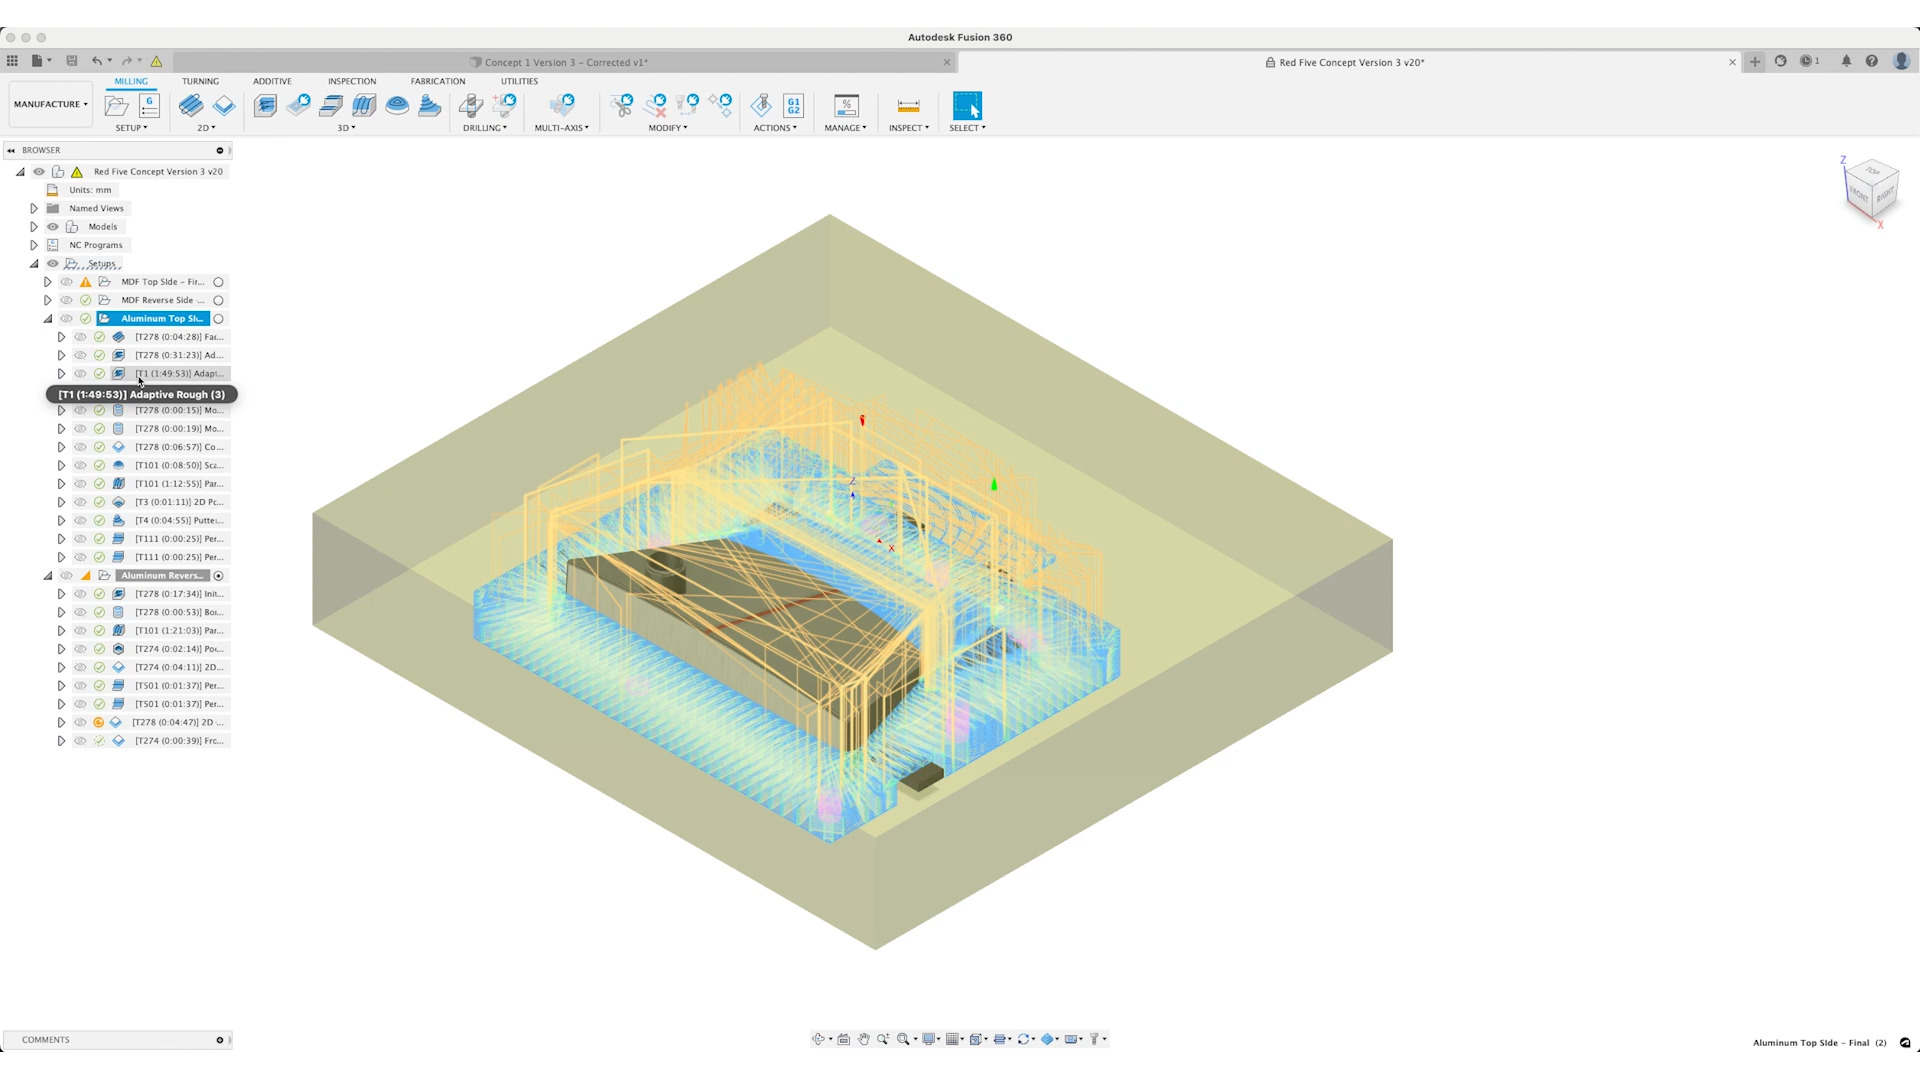 Autodesk Fusion 360
Concept 1 Version 3 – Corrected v1*
Red Five Concept Version 3 v20*
1
MILLING TURNING ADDITIVE INSPECTION FABRICATION UTILITIES
MANUFACTURE
G
G1
G2
%
SETUP 2D 3D DRILLING MULTI-AXIS MODIFY ACTIONS MANAGE INSPECT SELECT
BROWSER
Red Five Concept Version 3 v20
Units: mm
Named Views
Models
NC Programs
Setups
MDF Top SIde – Fir...
MDF Reverse Side -...
Aluminum Top Si...
[T278 (0:04:28)] Fac...
[T278 (0:31:23)] Ad...
[T1 (1:49:53)] Adapt...
[T1 (1:49:53)] Adaptive Rough (3)
[T278 (0:00:15)] Mo...
[T278 (0:00:19)] Mo...
[T278 (0:06:57)] Co...
[T101 (0:08:50)] Sca...
[T101 (1:12:55)] Par...
[T3 (0:01:11)] 2D Po...
[T4 (0:04:55)] Putte...
[T111 (0:00:25)] Per...
[T111 (0:00:25)] Per...
Aluminum Revers...
[T278 (0:17:34)] Init...
[T278 (0:00:53)] Boi...
[T101 (1:21:03)] Par...
[T274 (0:02:14)] Poc...
[T274 (0:04:11)] 2D...
[T501 (0:01:37)] Per...
[T501 (0:01:37)] Per...
[T278 (0:04:47)] 2D ...
[T274 (0:00:39)] Fro...
Z
X
Z
TOP
FRONT
RIGHT
X
COMMENTS
Aluminum Top SIde – Final (2)